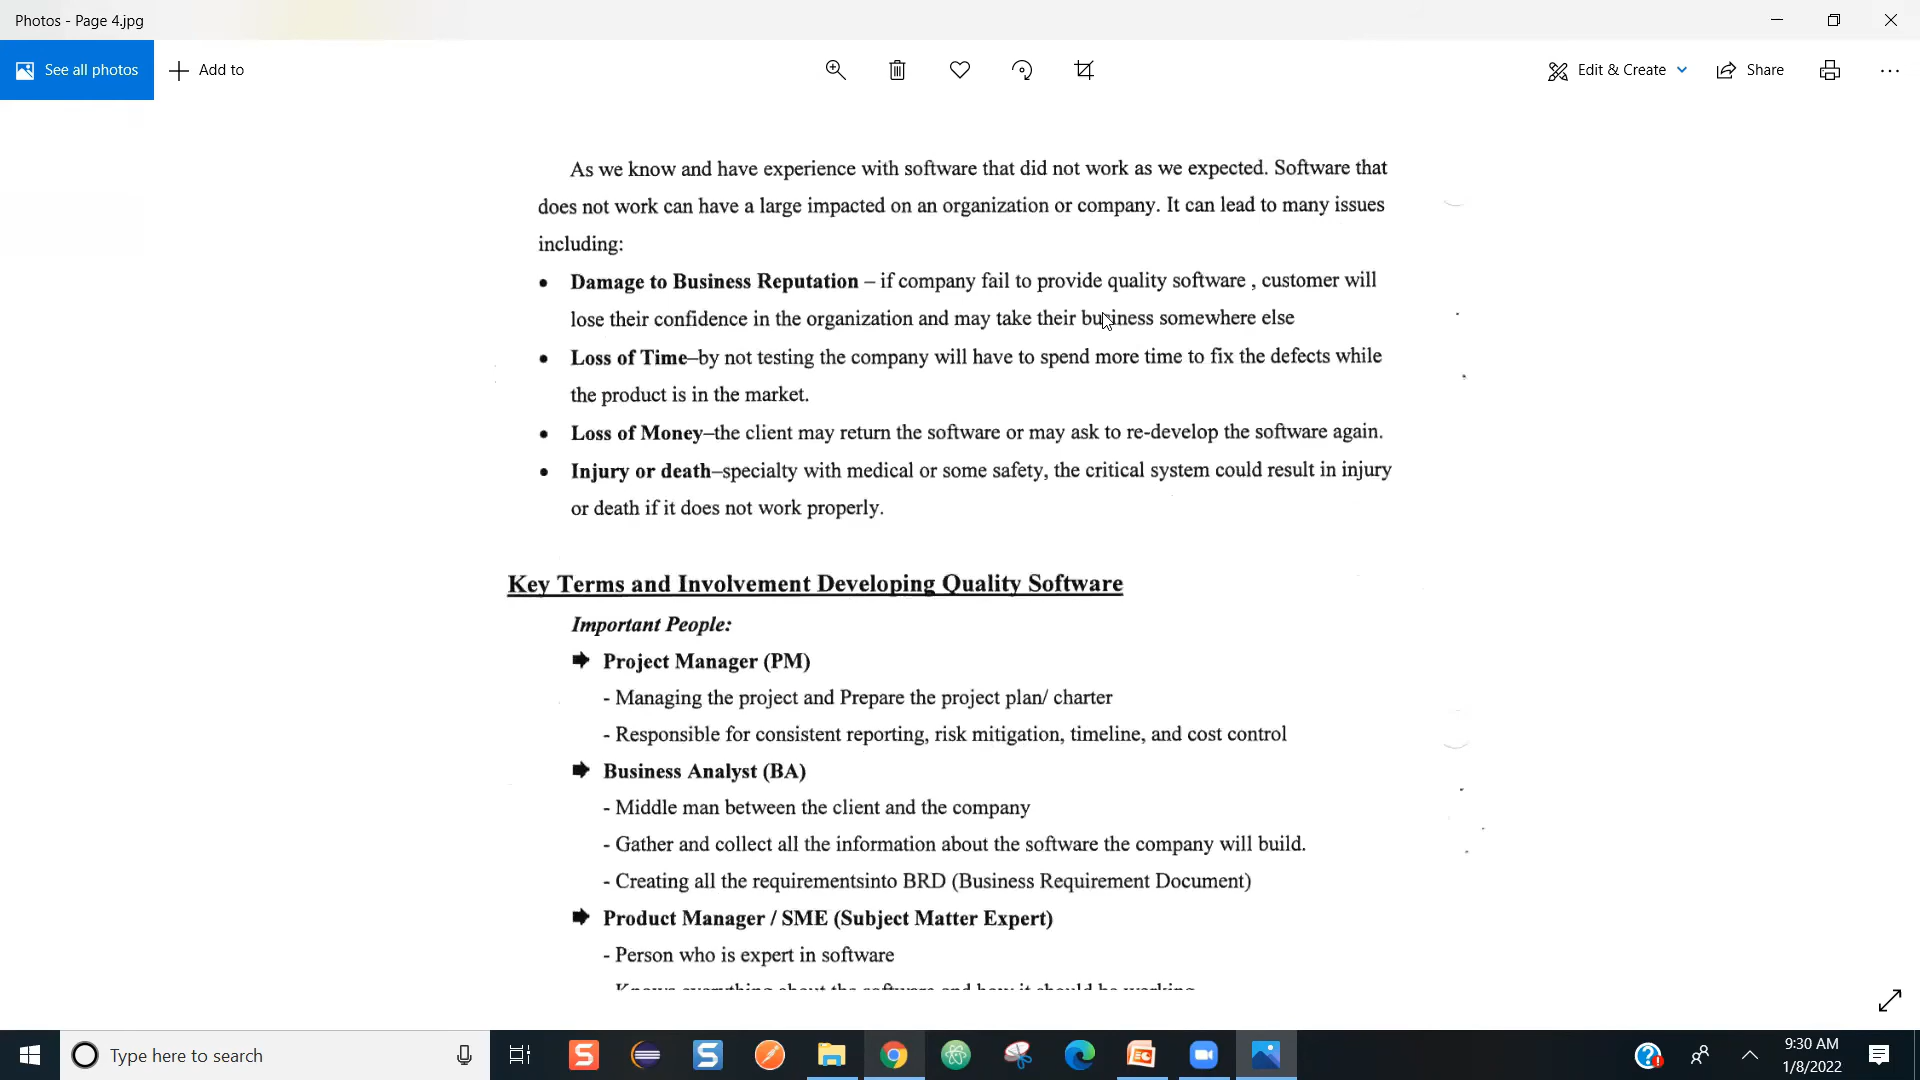 Photos - Page 4.jpg
See all photos
Add to
Edit & Create
Share
As we know and have experience with software that did not work as we expected. Software that
does not work can have a large impacted on an organization or company. It can lead to many issues
including:
• Damage to Business Reputation – if company fail to provide quality software , customer will
lose their confidence in the organization and may take their business somewhere else
• Loss of Time–by not testing the company will have to spend more time to fix the defects while
the product is in the market.
• Loss of Money–the client may return the software or may ask to re-develop the software again.
• Injury or death–specialty with medical or some safety, the critical system could result in injury
or death if it does not work properly.
Key Terms and Involvement Developing Quality Software
Important People:
Project Manager (PM)
- Managing the project and Prepare the project plan/ charter
- Responsible for consistent reporting, risk mitigation, timeline, and cost control
Business Analyst (BA)
- Middle man between the client and the company
- Gather and collect all the information about the software the company will build.
- Creating all the requirementsinto BRD (Business Requirement Document)
Product Manager / SME (Subject Matter Expert)
- Person who is expert in software
- Knows everything about the software and how it should be working
Type here to search
9:30 AM
1/8/2022